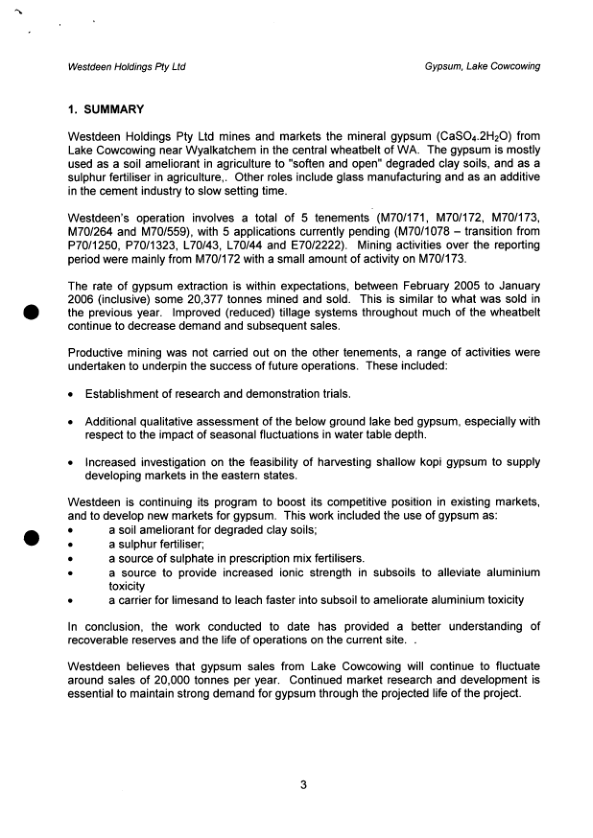 Westdeen Holdings Pty Ltd
Gypsum, Lake Cowcowing
1. SUMMARY
Westdeen Holdings Pty Ltd mines and markets the mineral gypsum (CaSO₄.2H₂O) from
Lake Cowcowing near Wyalkatchem in the central wheatbelt of WA. The gypsum is mostly
used as a soil ameliorant in agriculture to "soften and open" degraded clay soils, and as a
sulphur fertiliser in agriculture,. Other roles include glass manufacturing and as an additive
in the cement industry to slow setting time.
Westdeen's operation involves a total of 5 tenements (M70/171, M70/172, M70/173,
M70/264 and M70/559), with 5 applications currently pending (M70/1078 – transition from
P70/1250, P70/1323, L70/43, L70/44 and E70/2222). Mining activities over the reporting
period were mainly from M70/172 with a small amount of activity on M70/173.
The rate of gypsum extraction is within expectations, between February 2005 to January
2006 (inclusive) some 20,377 tonnes mined and sold. This is similar to what was sold in
the previous year. Improved (reduced) tillage systems throughout much of the wheatbelt
continue to decrease demand and subsequent sales.
Productive mining was not carried out on the other tenements, a range of activities were
undertaken to underpin the success of future operations. These included:
• Establishment of research and demonstration trials.
• Additional qualitative assessment of the below ground lake bed gypsum, especially with
respect to the impact of seasonal fluctuations in water table depth.
• Increased investigation on the feasibility of harvesting shallow kopi gypsum to supply
developing markets in the eastern states.
Westdeen is continuing its program to boost its competitive position in existing markets,
and to develop new markets for gypsum. This work included the use of gypsum as:
• a soil ameliorant for degraded clay soils;
• a sulphur fertiliser;
• a source of sulphate in prescription mix fertilisers.
• a source to provide increased ionic strength in subsoils to alleviate aluminium
toxicity
• a carrier for limesand to leach faster into subsoil to ameliorate aluminium toxicity
In conclusion, the work conducted to date has provided a better understanding of
recoverable reserves and the life of operations on the current site. .
Westdeen believes that gypsum sales from Lake Cowcowing will continue to fluctuate
around sales of 20,000 tonnes per year. Continued market research and development is
essential to maintain strong demand for gypsum through the projected life of the project.
3